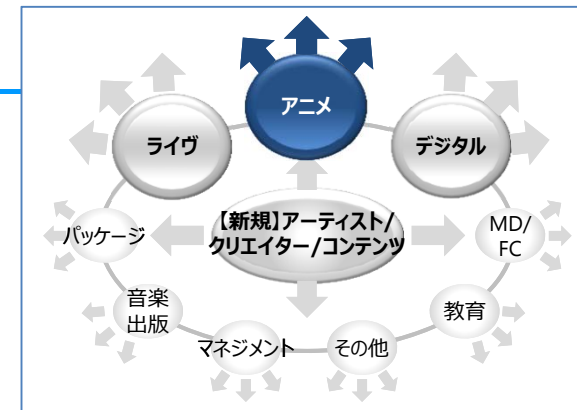 アニメ
ライヴ
デジタル
【新規】アーティスト/
クリエイター/コンテンツ
パッケージ
MD/
FC
音楽
出版
教育
マネジメント
その他